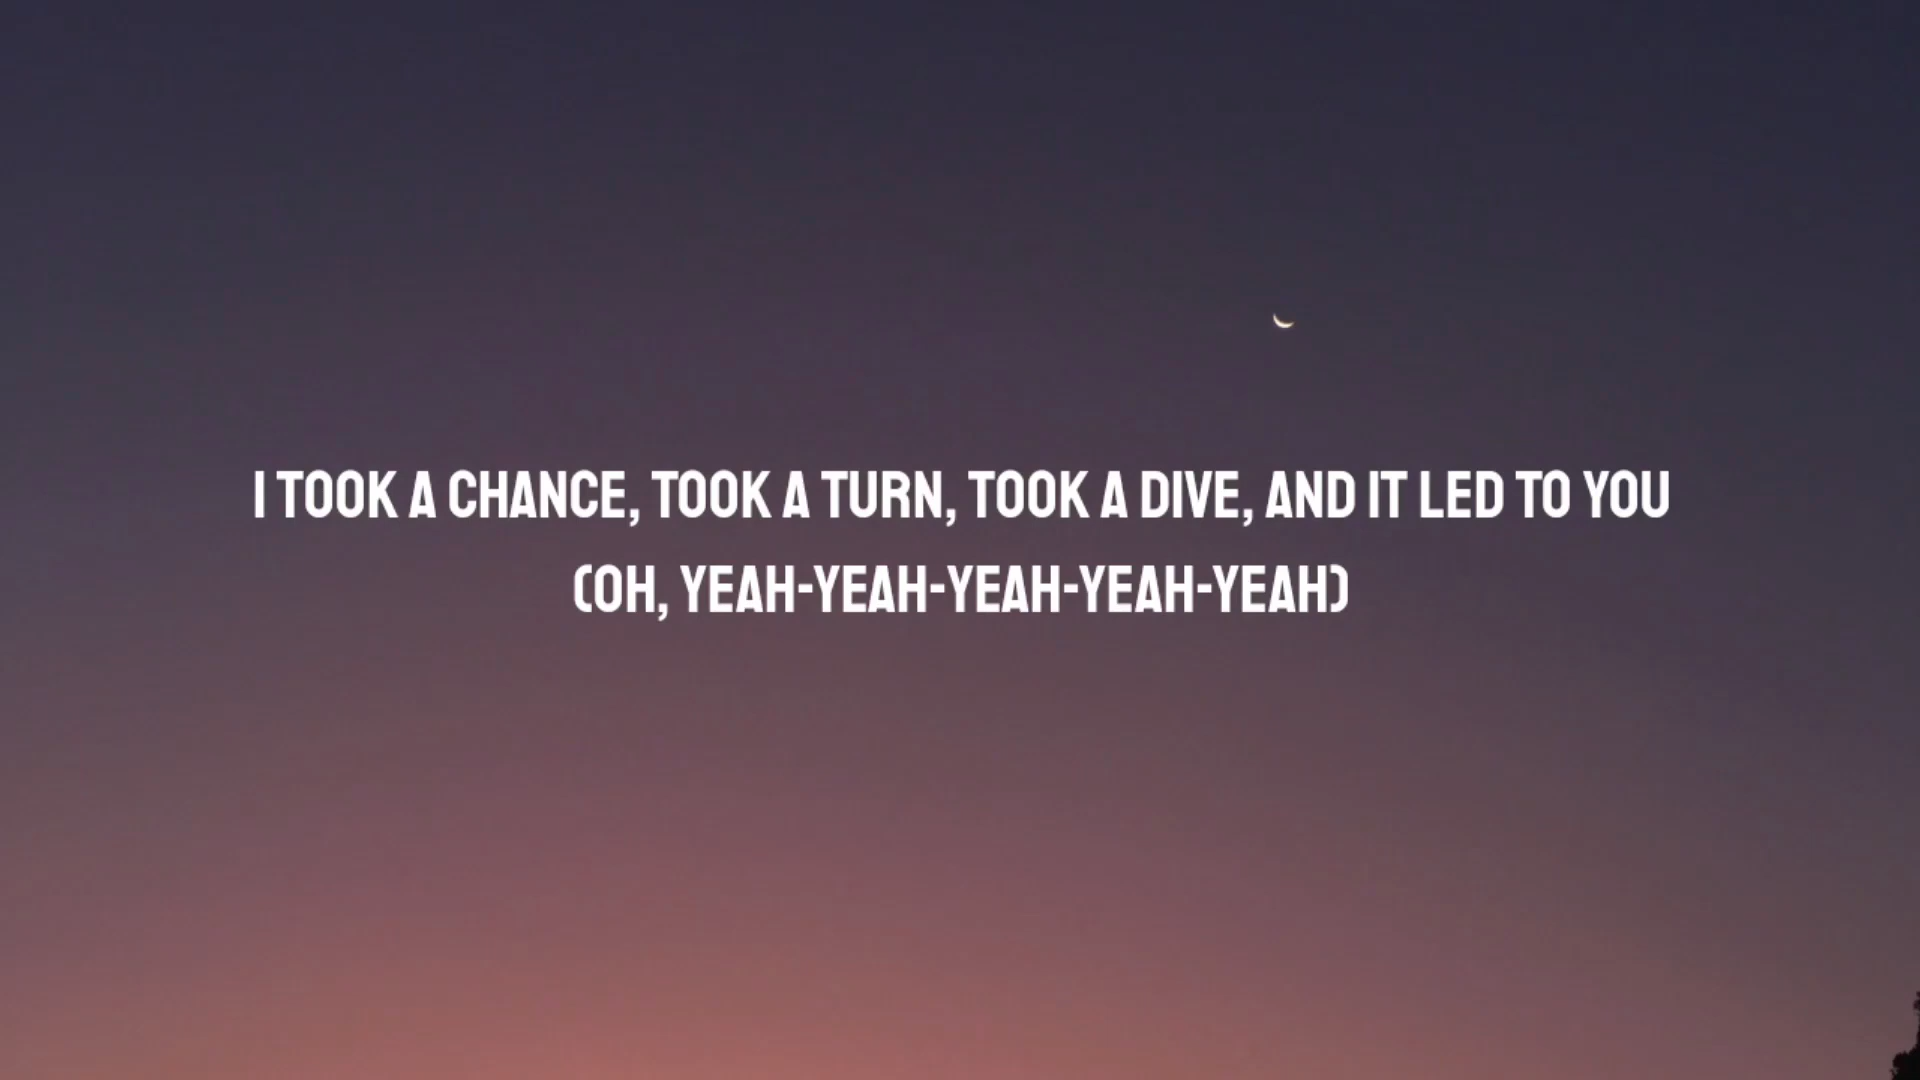 I TOOK A CHANCE, TOOK A TURN, TOOK A DIVE, AND IT LED TO YOU
(OH, YEAH-YEAH-YEAH-YEAH-YEAH)